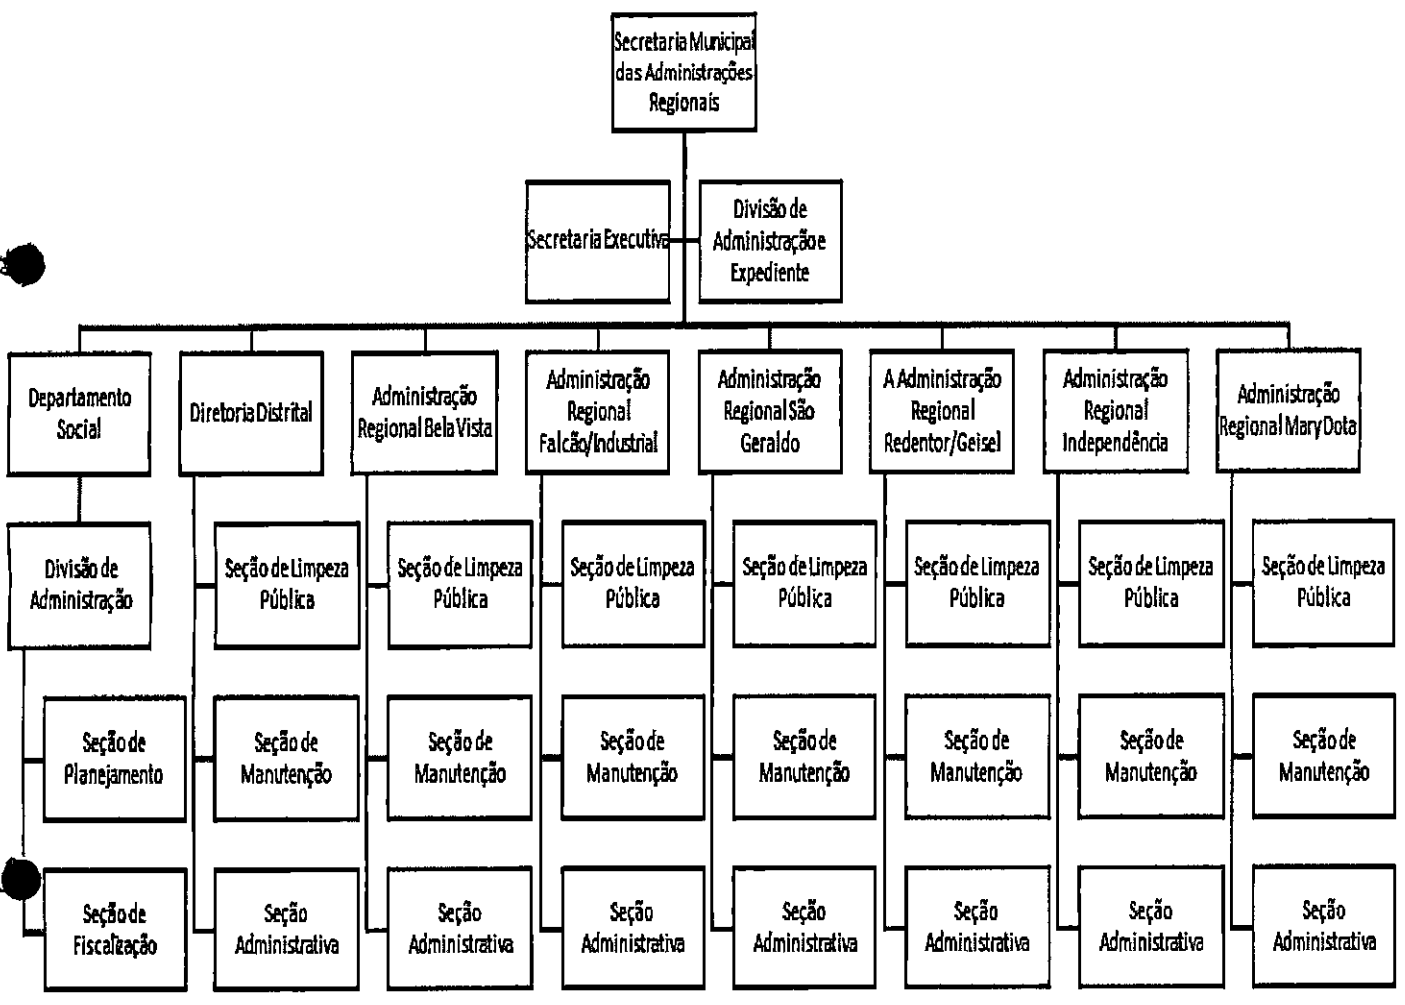 Secretaria Municipal
das Administrações
Regionais
Secretaria Executiva
Divisão de
Administração e
Expediente
Departamento
Social
Diretoria Distrital
Administração
Regional Bela Vista
Administração
Regional
Falcão/Industrial
Administração
Regional São
Geraldo
A Administração
Regional
Redentor/Geisel
Administração
Regional
Independência
Administração
Regional Mary Dota
Divisão de
Administração
Seção de Limpeza
Pública
Seção de Limpeza
Pública
Seção de Limpeza
Pública
Seção de Limpeza
Pública
Seção de Limpeza
Pública
Seção de Limpeza
Pública
Seção de Limpeza
Pública
Seção de
Planejamento
Seção de
Manutenção
Seção de
Manutenção
Seção de
Manutenção
Seção de
Manutenção
Seção de
Manutenção
Seção de
Manutenção
Seção de
Manutenção
Seção de
Fiscalização
Seção
Administrativa
Seção
Administrativa
Seção
Administrativa
Seção
Administrativa
Seção
Administrativa
Seção
Administrativa
Seção
Administrativa